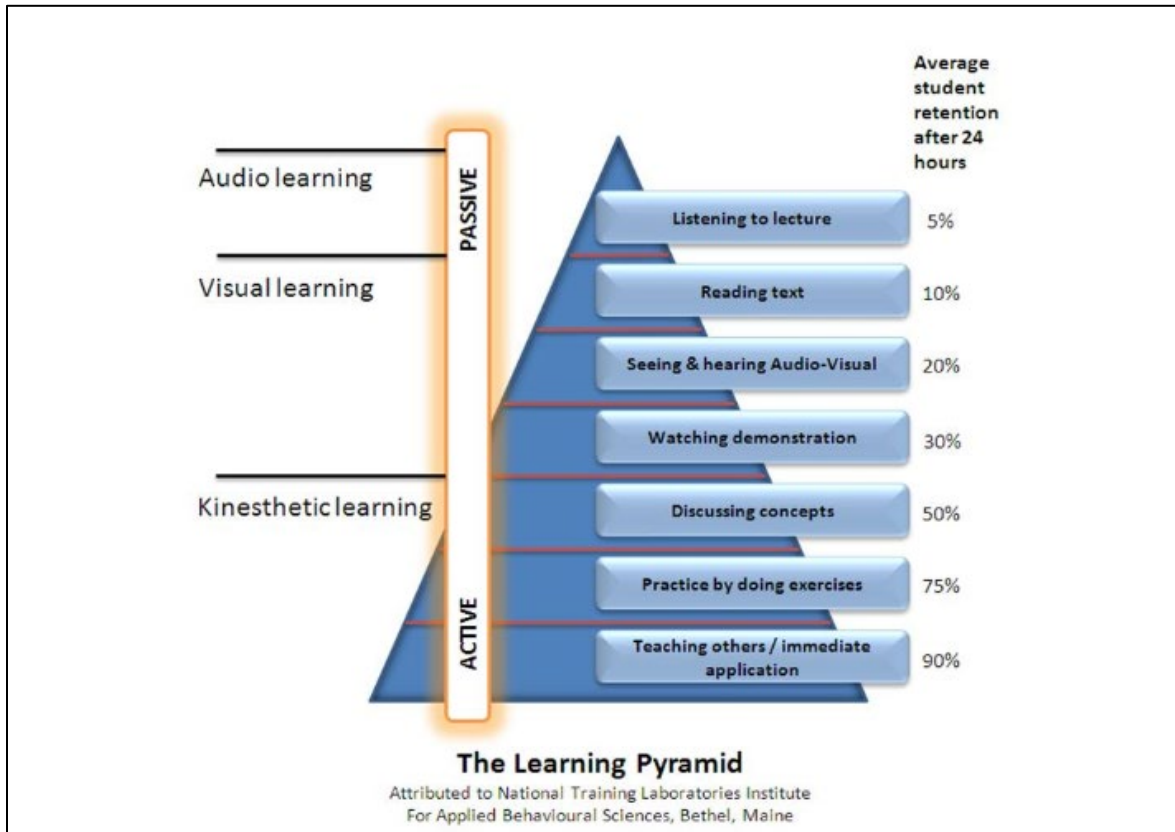 Average
student
retention
after 24
hours
Audio learning
PASSIVE
Listening to lecture 5%
Visual learning
Reading text 10%
Seeing & hearing Audio-Visual 20%
Watching demonstration 30%
Kinesthetic learning
Discussing concepts 50%
Practice by doing exercises 75%
ACTIVE
Teaching others / immediate
application
90%
The Learning Pyramid
Attributed to National Training Laboratories Institute
For Applied Behavioural Sciences, Bethel, Maine